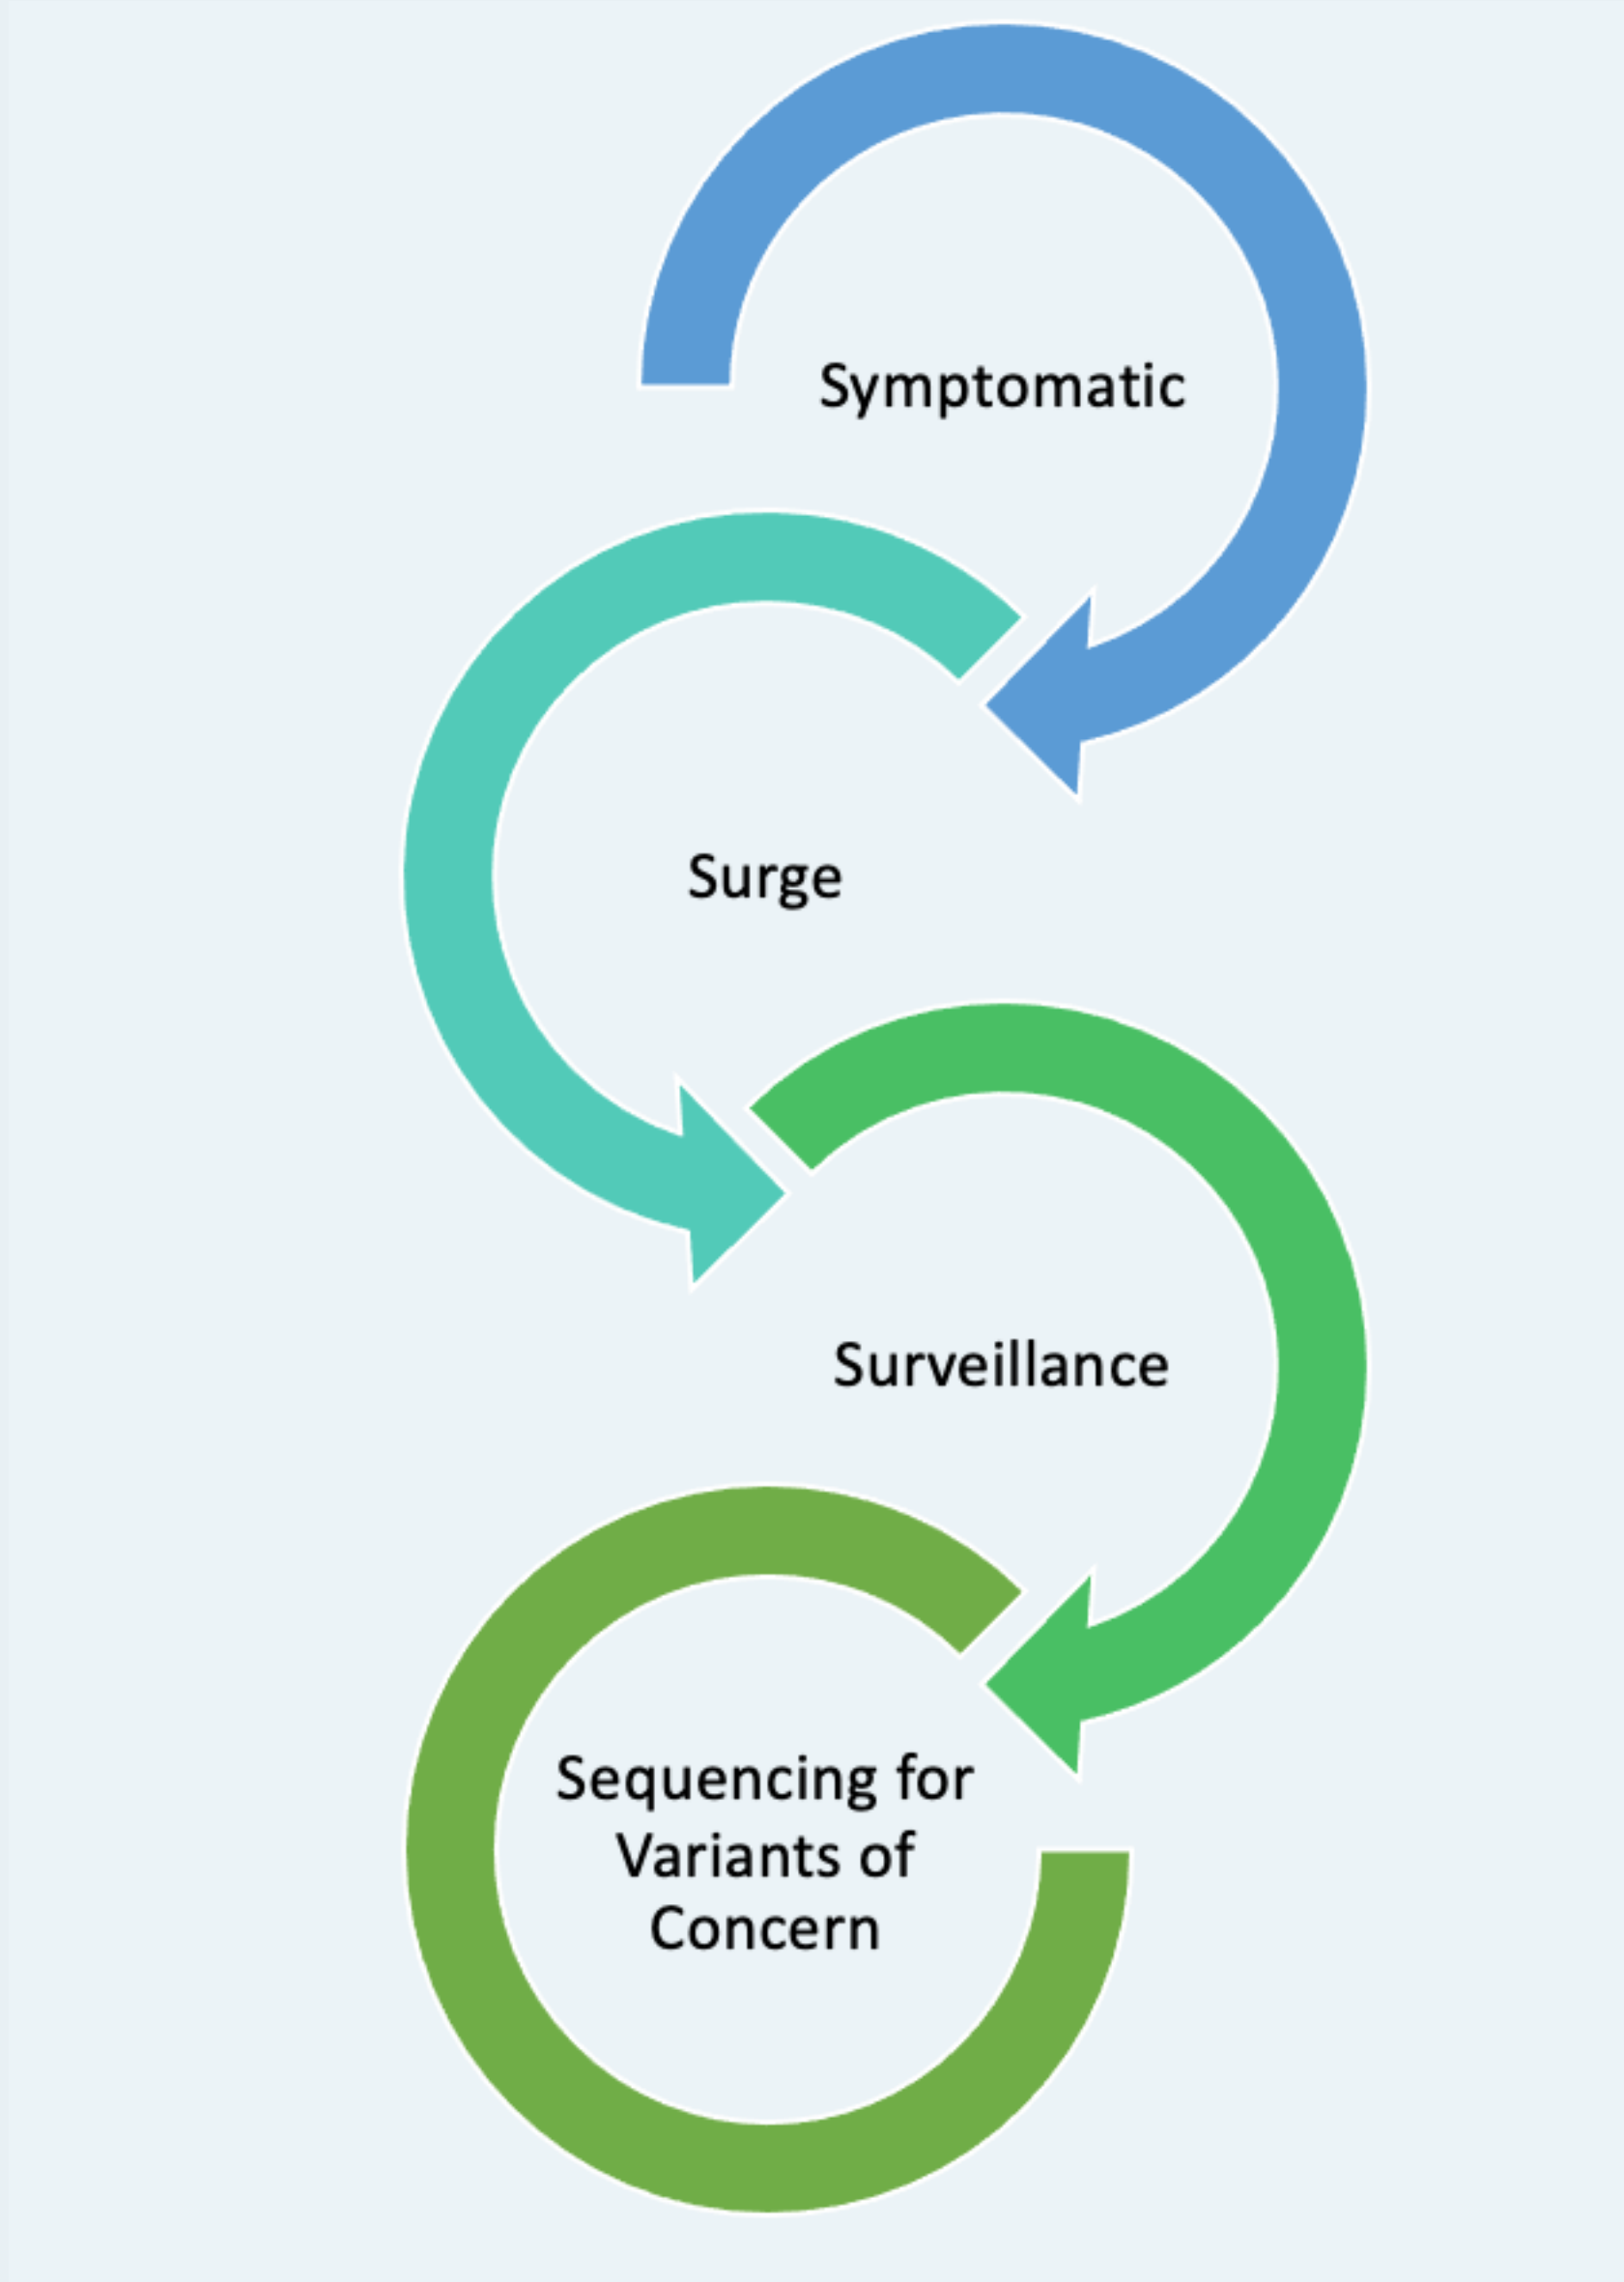 Symptomatic
Surge
Surveillance
Sequencing for
Variants of
Concern